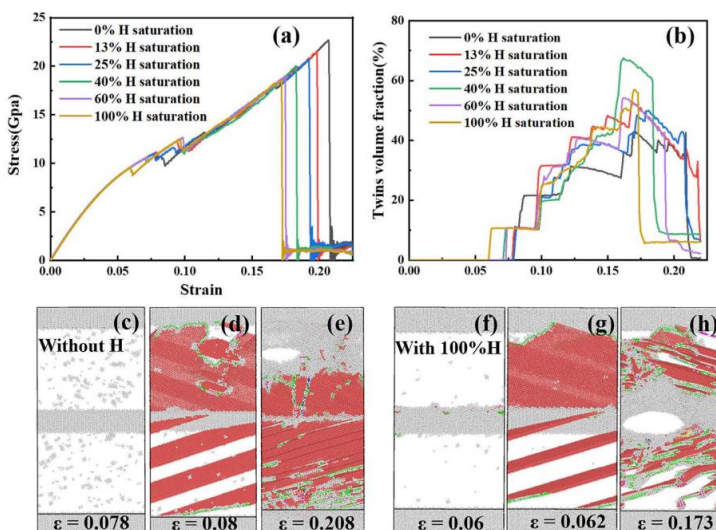 (a)
0% H saturation
13% H saturation
25% H saturation
40% H saturation
60% H saturation
100% H saturation
Stress(Gpa)
25
20
15
10
5
0
0.00
0.05
0.10
0.15
0.20
Strain
(b)
0% H saturation
13% H saturation
25% H saturation
40% H saturation
60% H saturation
100% H saturation
Twins volume fraction(%)
80
60
40
20
0
0.00
0.05
0.10
0.15
0.20
Strain
(c)
Without H
ε = 0.078
(d)
ε = 0.08
(e)
ε = 0.208
(f)
With 100%H
ε = 0.06
(g)
ε = 0.062
(h)
ε = 0.173